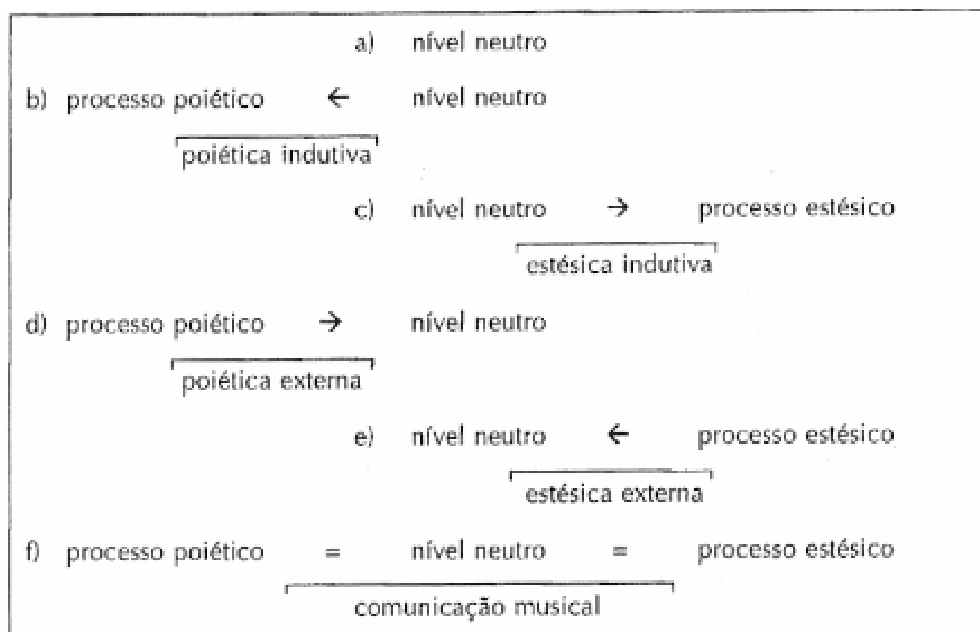 a) nível neutro
b) processo poiético ← nível neutro
poiética indutiva
c) nível neutro → processo estésico
estésica indutiva
d) processo poiético → nível neutro
poiética externa
e) nível neutro ← processo estésico
estésica externa
f) processo poiético = nível neutro = processo estésico
comunicação musical